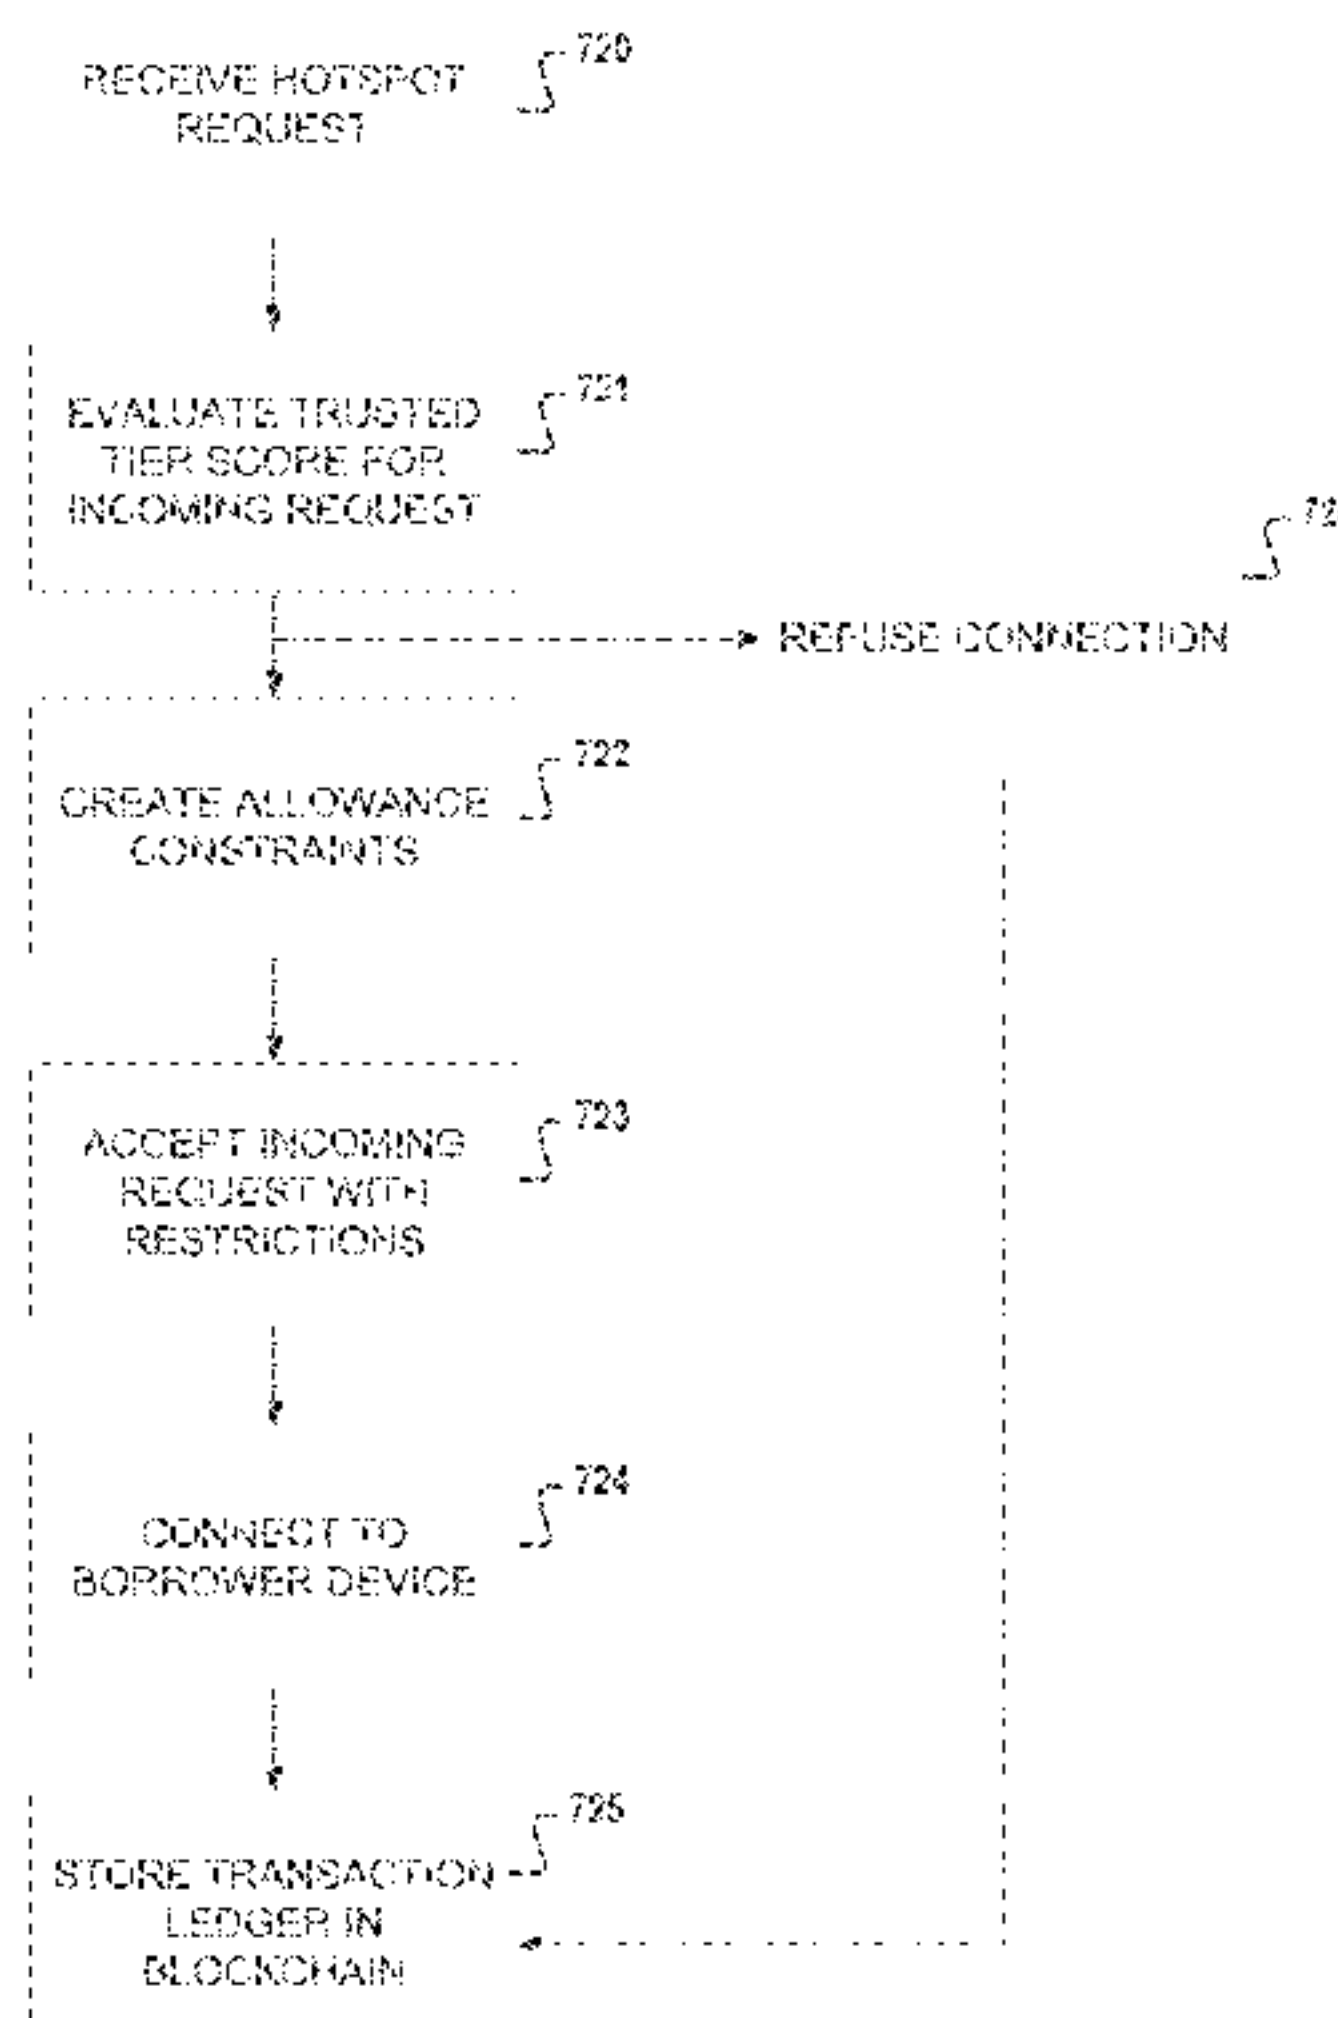 RECEIVE HOTSPOT
REQUEST
720
EVALUATE TRUSTED
TIER SCORE FOR
INCOMING REQUEST
721
72
REFUSE CONNECTION
CREATE ALLOWANCE
CONSTRAINTS
722
ACCEPT INCOMING
REQUEST WITH
RESTRICTIONS
723
CONNECT TO
BORROWER DEVICE
724
STORE TRANSACTION
LEDGER IN
BLOCKCHAIN
725